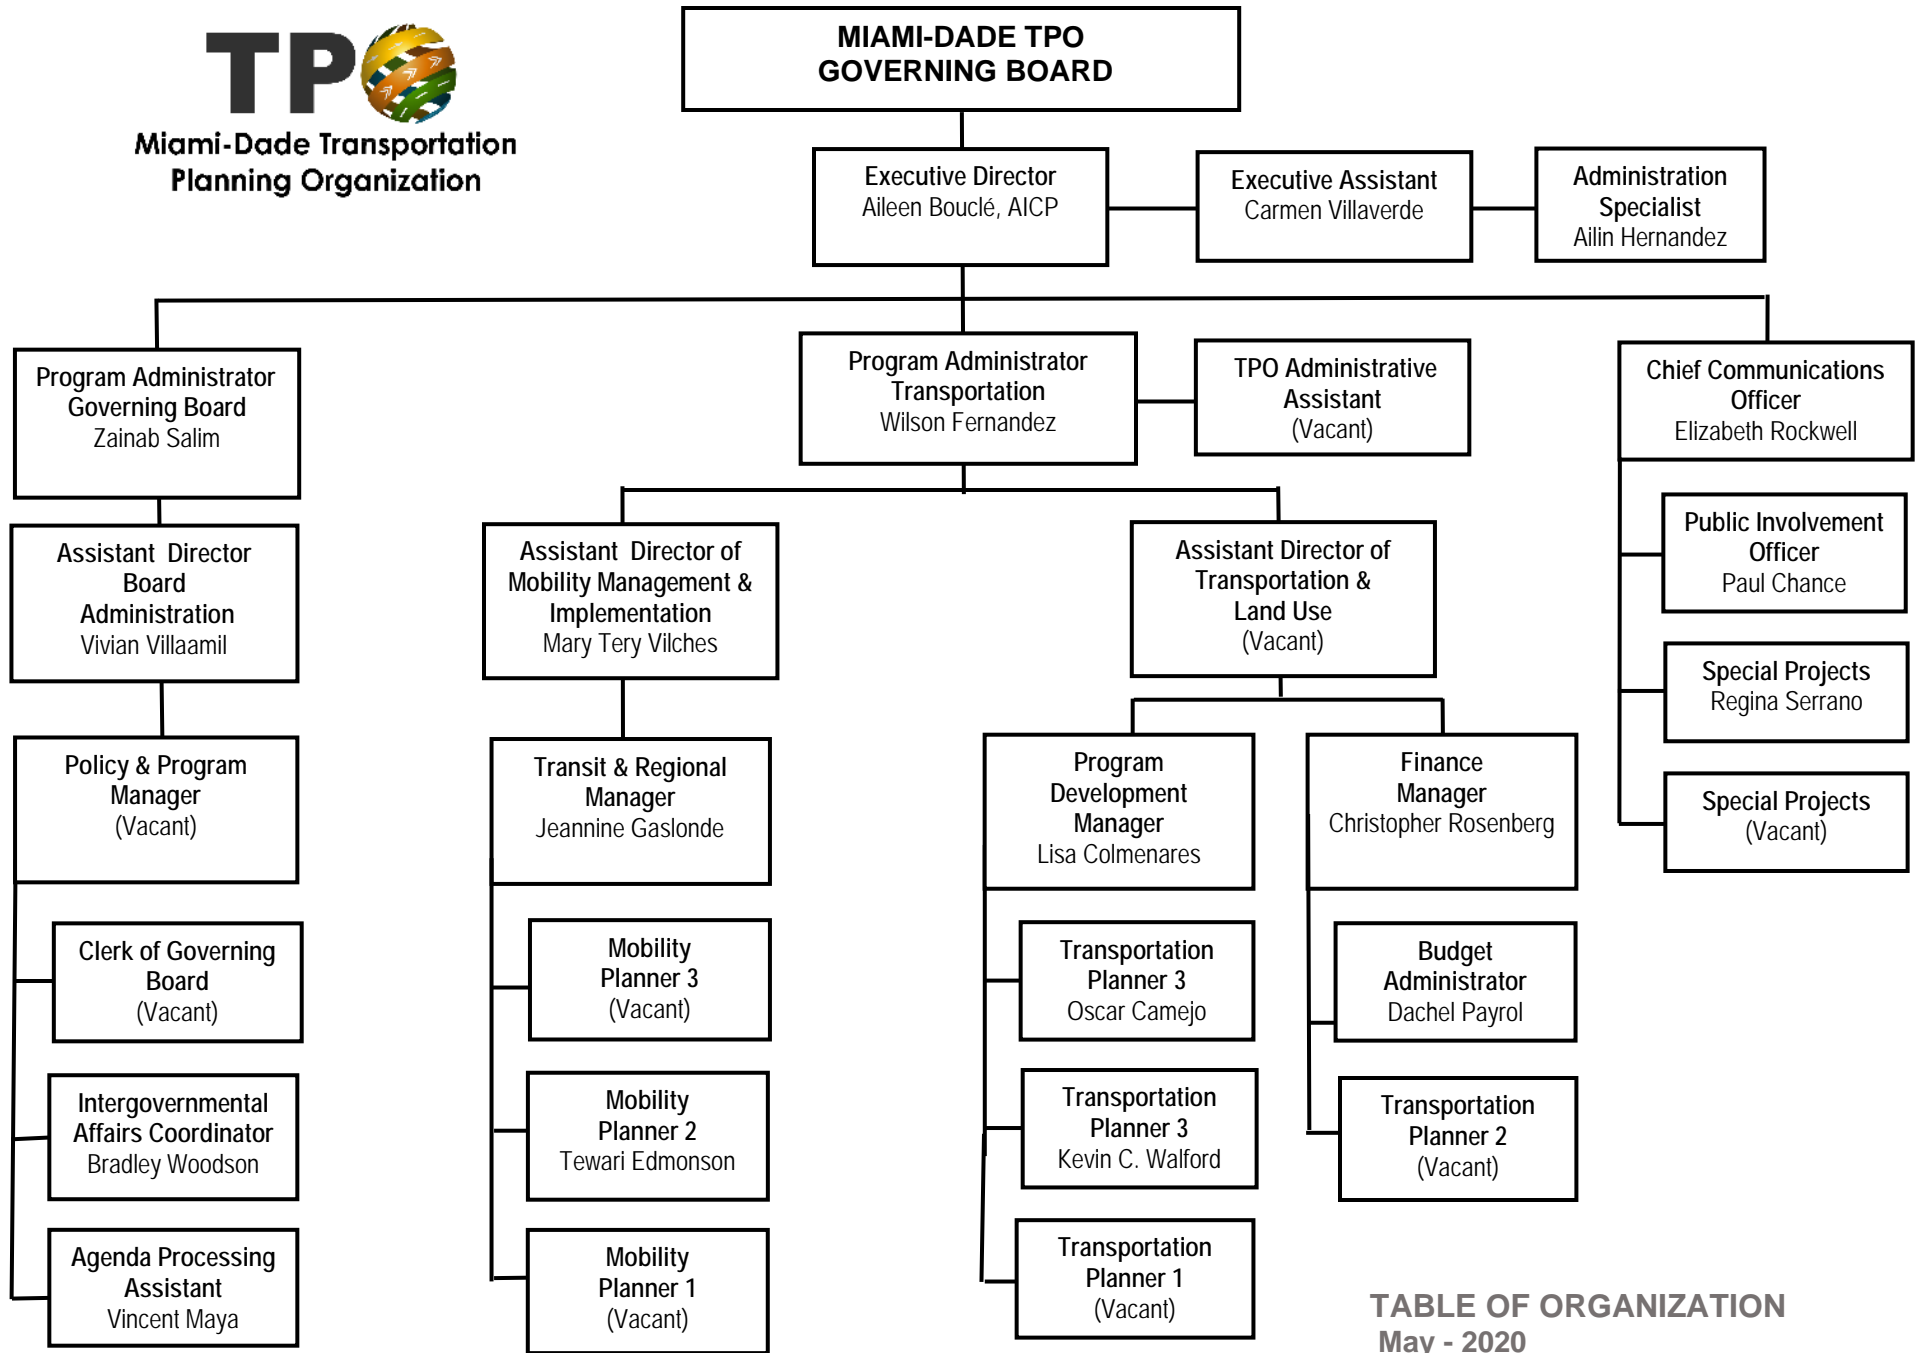 TPO
Miami-Dade Transportation
Planning Organization
MIAMI-DADE TPO
GOVERNING BOARD
Executive Director
Aileen Bouclé, AICP
Executive Assistant
Carmen Villaverde
Administration
Specialist
Ailin Hernandez
Program Administrator
Governing Board
Zainab Salim
Program Administrator
Transportation
Wilson Fernandez
TPO Administrative
Assistant
(Vacant)
Chief Communications
Officer
Elizabeth Rockwell
Assistant Director
Board
Administration
Vivian Villaamil
Assistant Director of
Mobility Management &
Implementation
Mary Tery Vilches
Assistant Director of
Transportation &
Land Use
(Vacant)
Public Involvement
Officer
Paul Chance
Special Projects
Regina Serrano
Special Projects
(Vacant)
Policy & Program
Manager
(Vacant)
Transit & Regional
Manager
Jeannine Gaslonde
Program
Development
Manager
Lisa Colmenares
Finance
Manager
Christopher Rosenberg
Clerk of Governing
Board
(Vacant)
Mobility
Planner 3
(Vacant)
Transportation
Planner 3
Oscar Camejo
Budget
Administrator
Dachel Payrol
Intergovernmental
Affairs Coordinator
Bradley Woodson
Mobility
Planner 2
Tewari Edmonson
Transportation
Planner 3
Kevin C. Walford
Transportation
Planner 2
(Vacant)
Agenda Processing
Assistant
Vincent Maya
Mobility
Planner 1
(Vacant)
Transportation
Planner 1
(Vacant)
TABLE OF ORGANIZATION
May - 2020